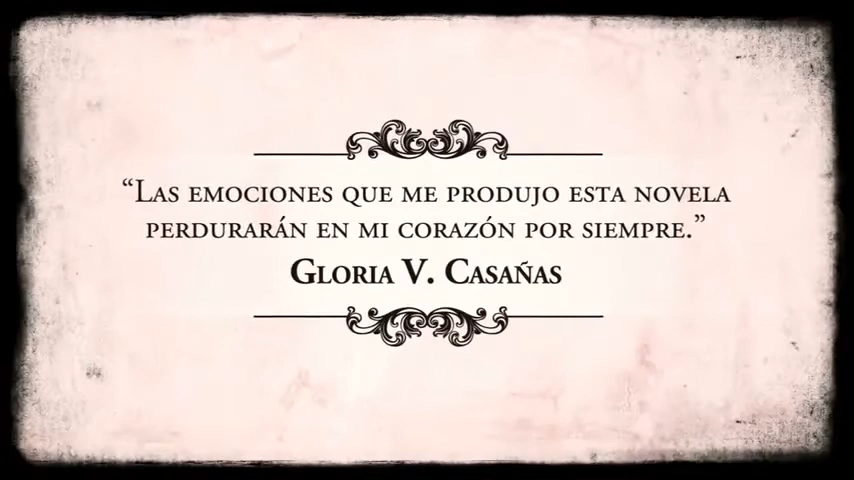 “Las emociones que me produjo esta novela
perdurarán en mi corazón por siempre.”
Gloria V. Casañas